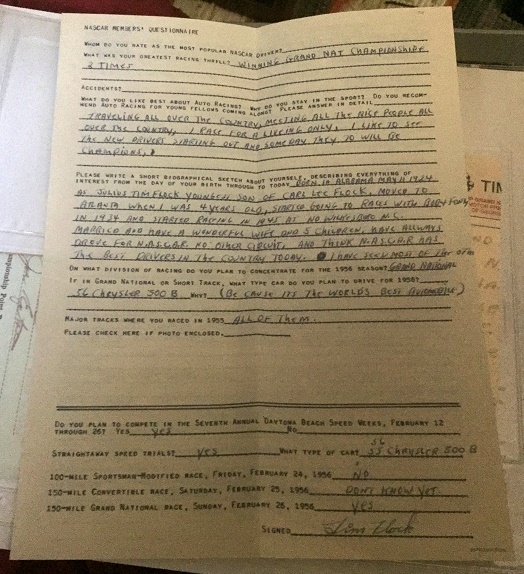 NASCAR MEMBERS' QUESTIONNAIRE
WHOM DO YOU RATE AS THE MOST POPULAR NASCAR DRIVER?
WHAT WAS YOUR GREATEST RACING THRILL? WINNING GRAND NAT CHAMPIONSHIP
2 TIMES
ACCIDENTS?
WHAT DO YOU LIKE BEST ABOUT AUTO RACING? WHY DO YOU STAY IN THE SPORT? DO YOU RECOM-
MEND AUTO RACING FOR YOUNG FELLOWS COMING ALONG? PLEASE ANSWER IN DETAIL
TRAVELING ALL OVER THE COUNTRY, MEETING ALL THE NICE PEOPLE ALL
OVER THE COUNTRY, I RACE FOR A LIVEING ONLY, I LIKE TO SEE
THE NEW DRIVERS STARTING OUT AND SOMEDAY THEY TO WILL BE
CHAMPIONS.
PLEASE WRITE A SHORT BIOGRAPHICAL SKETCH ABOUT YOURSELF, DESCRIBING EVERYTHING OF
INTEREST FROM THE DAY OF YOUR BIRTH THROUGH TO TODAY BORN IN ALABAMA MAY 11 1924
AS JULIUS TIM FLOCK YOUNGEST SON OF CARL LEE FLOCK, MOVED TO
ATLANTA WHEN I WAS 4 YEARS OLD, STARTED GOING TO RACES WITH BOB + FONTY
IN 1934 AND STARTED RACEING IN 1947 AT NO WILKESBORO N.C.
MARRIED AND HAVE A WONDERFUL WIFE AND 5 CHILDREN, HAVE ALLWAYS
DROVE FOR N.A.S.C.A.R. NO OTHER CIRCUIT, AND THINK N.A.S.C.A.R HAS
THE BEST DRIVERS IN THE COUNTRY TODAY. I HAVE SEEN MOST OF THE OTHER
ON WHAT DIVISION OF RACING DO YOU PLAN TO CONCENTRATE FOR THE 1956 SEASON? GRAND NATIONAL
IF IN GRAND NATIONAL OR SHORT TRACK, WHAT TYPE CAR DO YOU PLAN TO DRIVE FOR 1956?
56 CHRYSLER 300 B WHY? (BE CAUSE ITS THE WORLDS BEST AUTOMOBILE)
MAJOR TRACKS WHERE YOU RACED IN 1955 ALL OF THEM.
PLEASE CHECK HERE IF PHOTO ENCLOSED.
DO YOU PLAN TO COMPETE IN THE SEVENTH ANNUAL DAYTONA BEACH SPEED WEEKS, FEBRUARY 12
THROUGH 26? YES yes NO
56
STRAIGHTAWAY SPEED TRIALS? YES WHAT TYPE OF CAR? 55 CHRYSLER 300 B
100-MILE SPORTSMAN-MODIFIED RACE, FRIDAY, FEBRUARY 24, 1956 NO
150-MILE CONVERTIBLE RACE, SATURDAY, FEBRUARY 25, 1956 DONT KNOW YET
150-MILE GRAND NATIONAL RACE, SUNDAY, FEBRUARY 26, 1956 YES
SIGNED Tim Flock
TIM